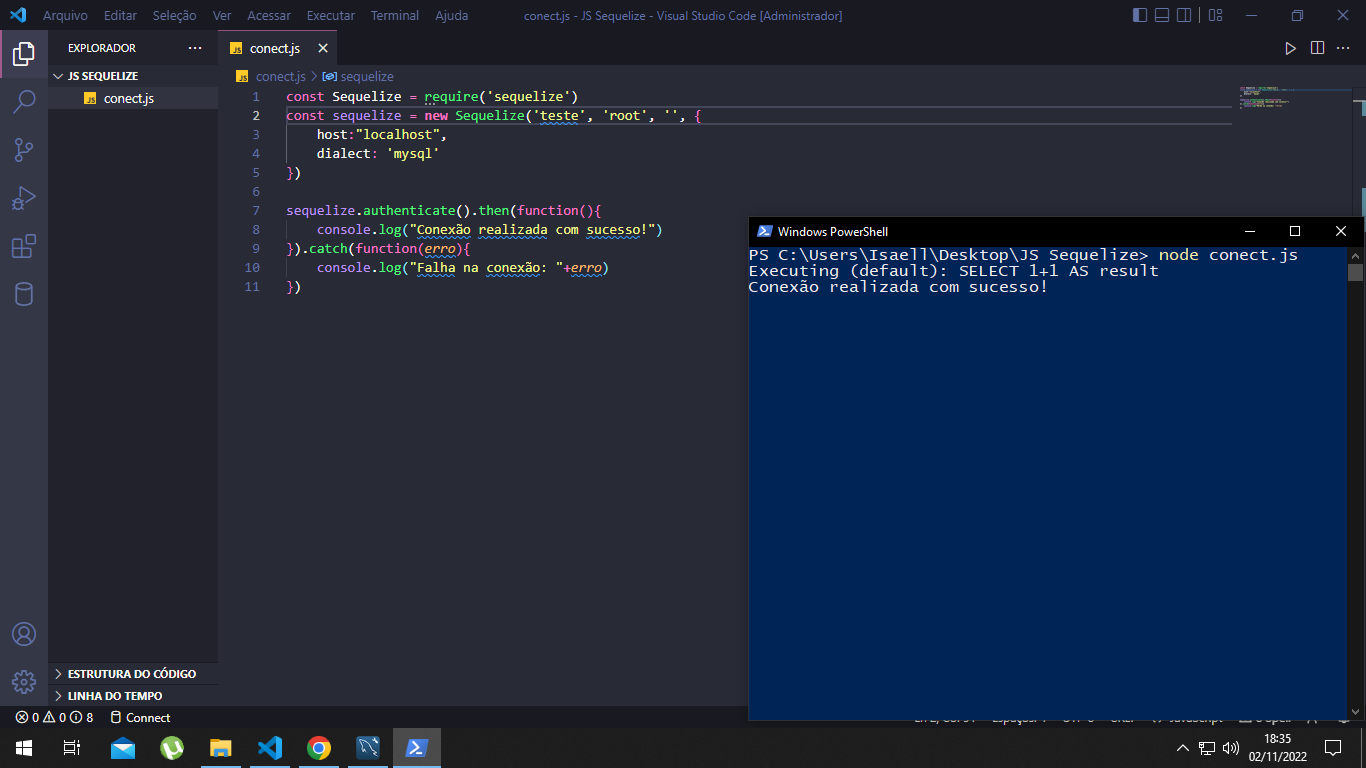 Arquivo Editar Seleção Ver Acessar Executar Terminal Ajuda
conect.js - JS Sequelize - Visual Studio Code [Administrador]
EXPLORADOR
JS SEQUELIZE
JS conect.js
ESTRUTURA DO CÓDIGO
LINHA DO TEMPO
JS conect.js
JS conect.js > sequelize
1 const Sequelize = require('sequelize')
2 const sequelize = new Sequelize('teste', 'root', '', {
3 host:"localhost",
4 dialect: 'mysql'
5 })
6
7 sequelize.authenticate().then(function(){
8 console.log("Conexão realizada com sucesso!")
9 }).catch(function(erro){
10 console.log("Falha na conexão: "+erro)
11 })
Windows PowerShell
PS C:\Users\Isaell\Desktop\JS Sequelize> node conect.js
Executing (default): SELECT 1+1 AS result
Conexão realizada com sucesso!
0 0 8 Connect
18:35
02/11/2022